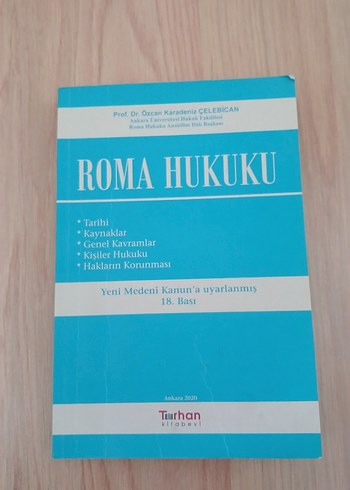 Prof. Dr. Özcan Karadeniz ÇELEBİCAN
Ankara Üniversitesi Hukuk Fakültesi
Roma Hukuku Anabilim Dalı Başkanı
ROMA HUKUKU
* Tarihi
* Kaynaklar
* Genel Kavramlar
* Kişiler Hukuku
* Hakların Korunması
Yeni Medenî Kanun'a uyarlanmış
18. Bası
Ankara 2020
Turhan
kitabevi